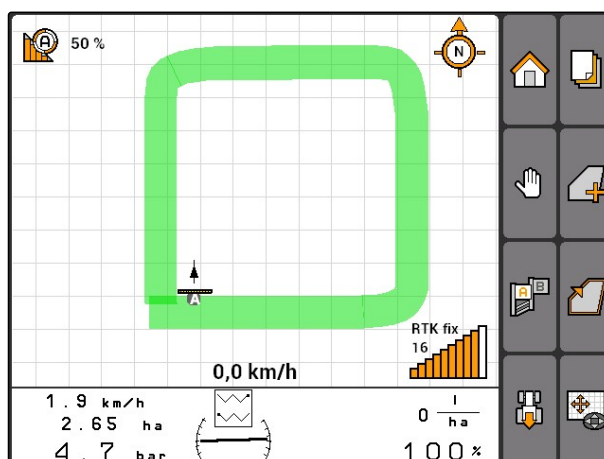 A
50 %
N
A
A B
RTK fix
16
0,0 km/h
1.9 km/h
2.65 ha
4.7 bar
0 l
ha
100%